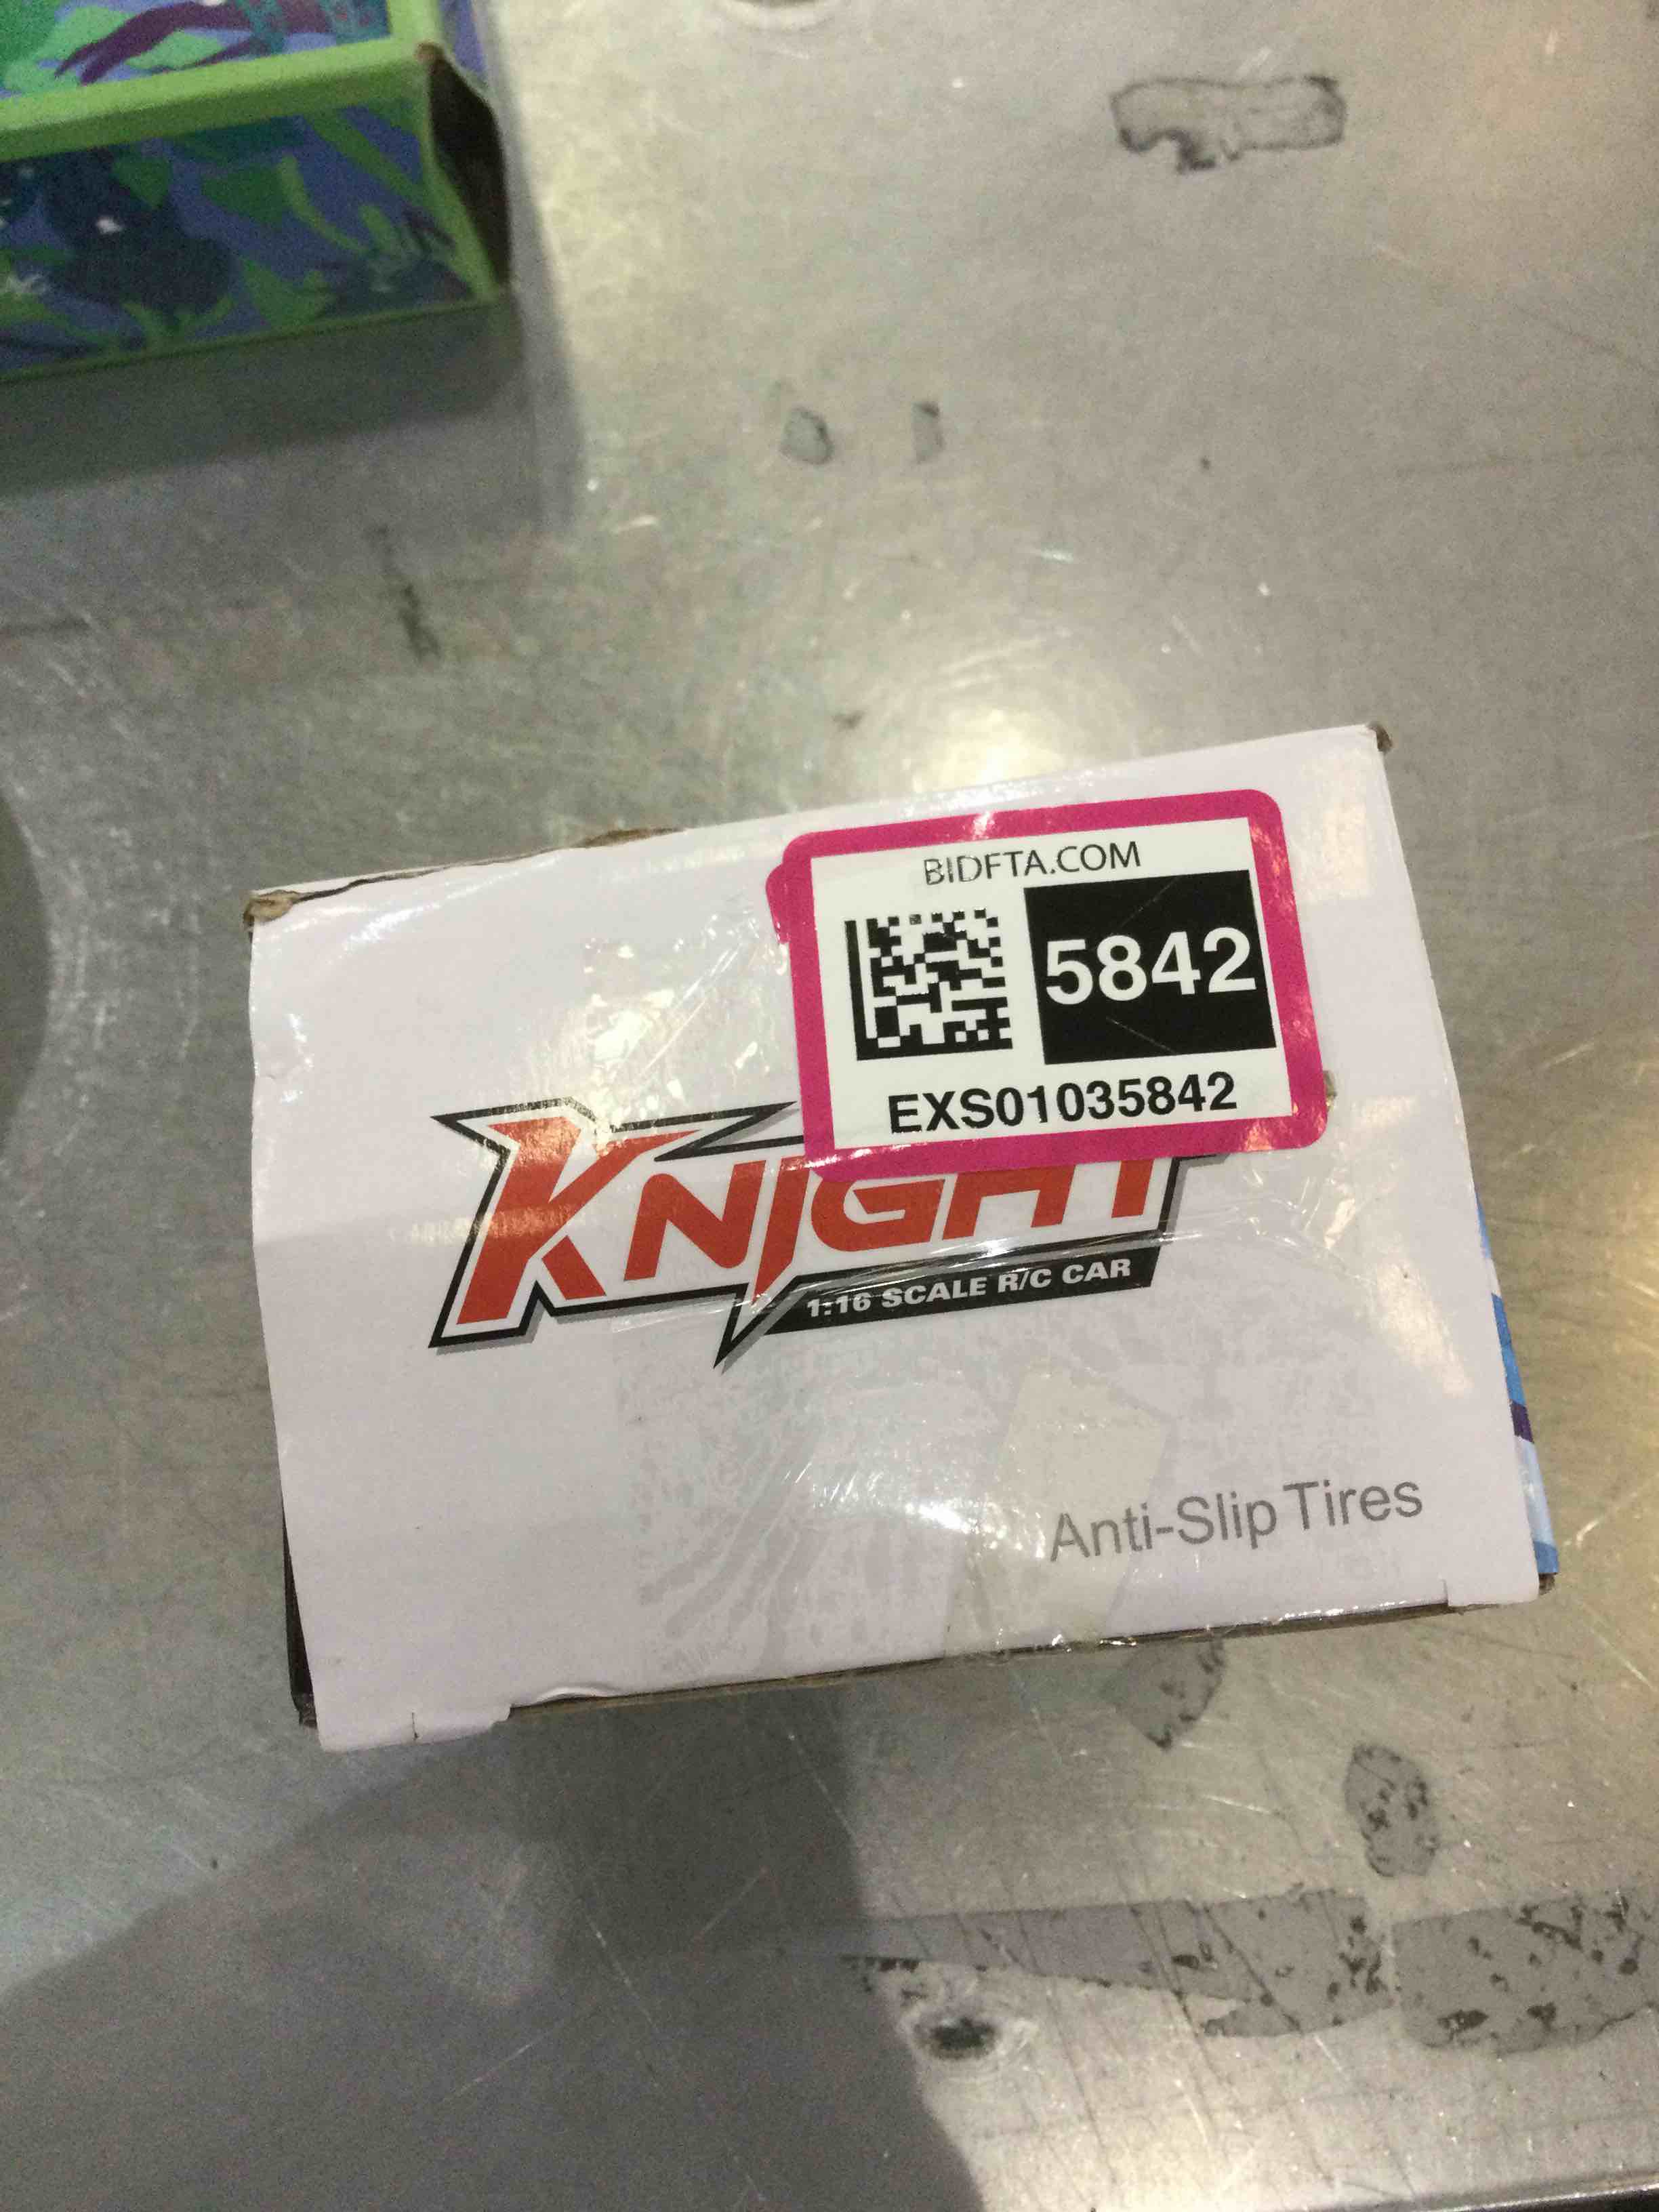 BIDFTA.COM
5842
EXS01035842
KNIGHT
1:16 SCALE R/C CAR
Anti-Slip Tires